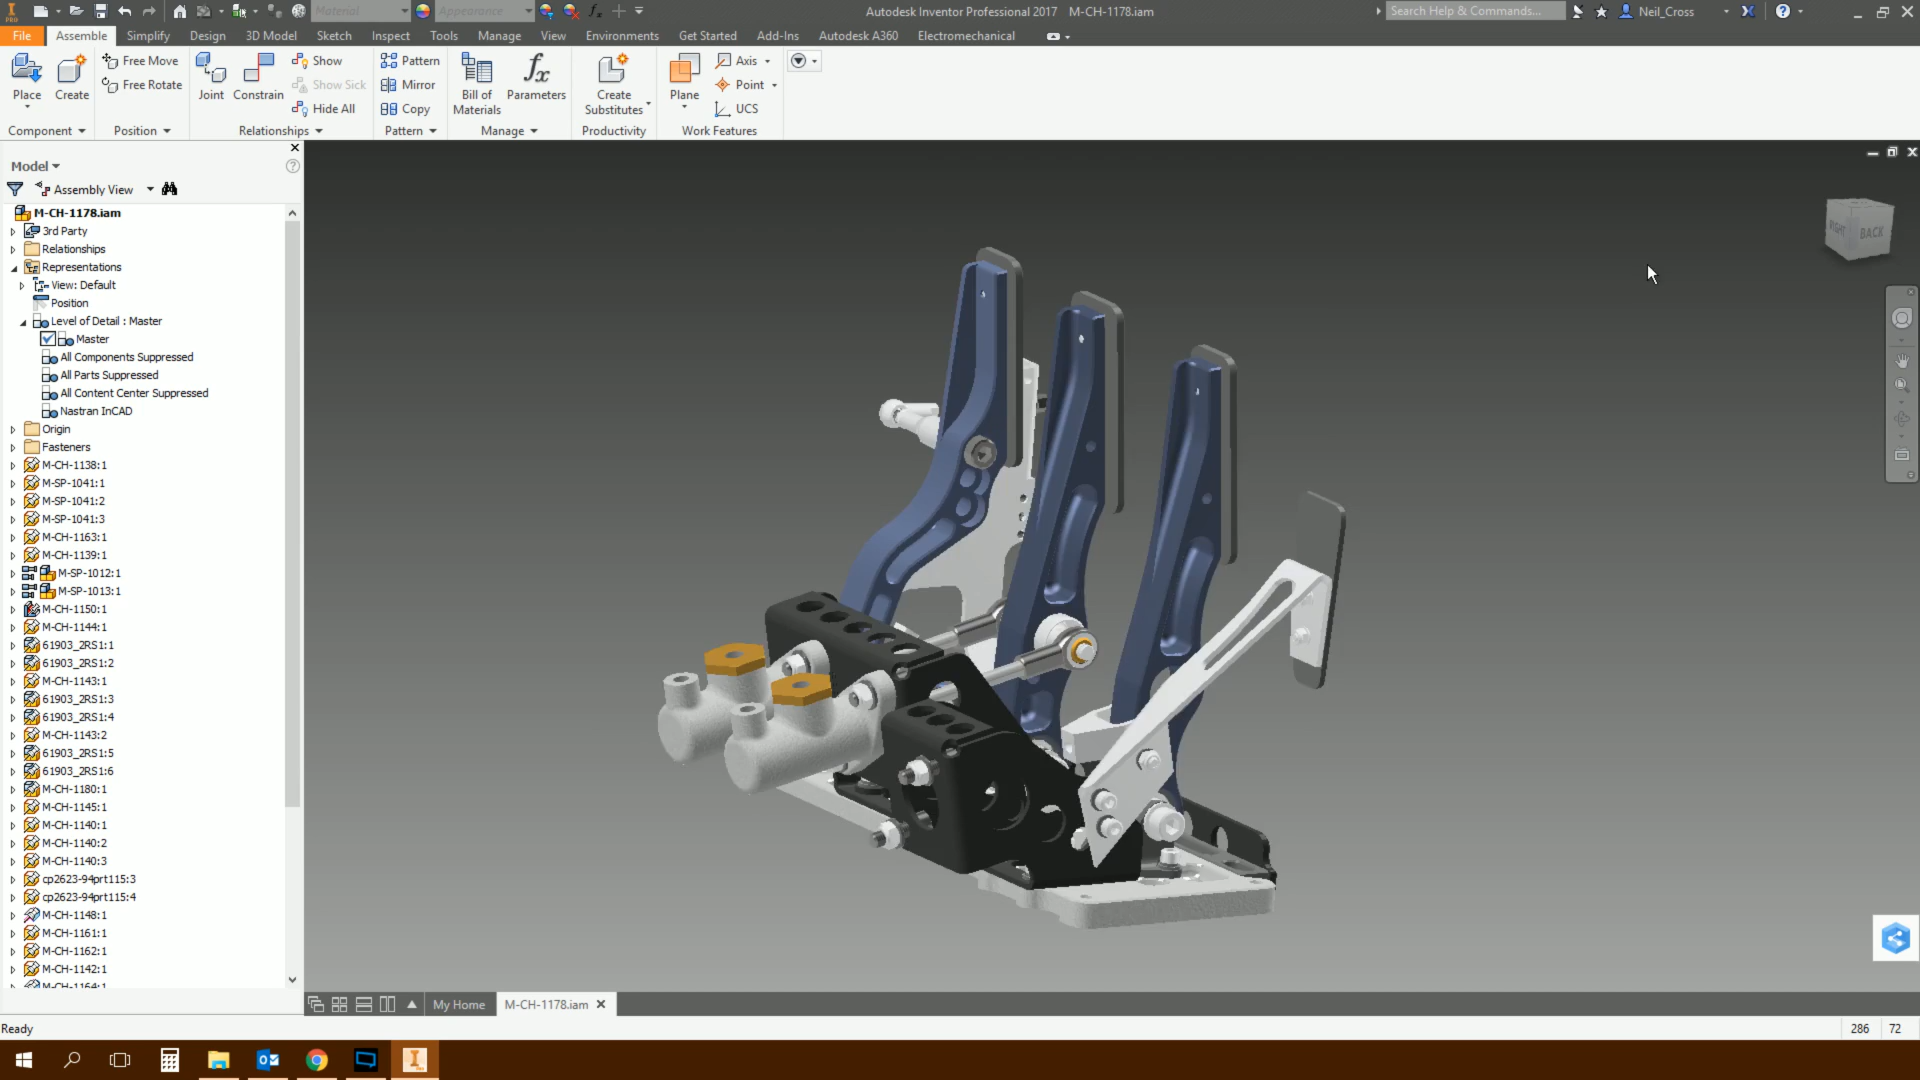 Material
Appearance
Autodesk Inventor Professional 2017 M-CH-1178.iam
Search Help & Commands...
Neil_Cross
PRO
File Assemble Simplify Design 3D Model Sketch Inspect Tools Manage View Environments Get Started Add-Ins Autodesk A360 Electromechanical
Place
Create
Free Move
Free Rotate
Joint
Constrain
Show
Show Sick
Hide All
Pattern
Mirror
Copy
Bill of
Materials
fx
Parameters
Create
Substitutes
Plane
Axis
Point
UCS
Component Position Relationships Pattern Manage Productivity Work Features
Model
Assembly View
M-CH-1178.iam
3rd Party
Relationships
Representations
View: Default
Position
Level of Detail : Master
Master
All Components Suppressed
All Parts Suppressed
All Content Center Suppressed
Nastran InCAD
Origin
Fasteners
M-CH-1138:1
M-SP-1041:1
M-SP-1041:2
M-SP-1041:3
M-CH-1163:1
M-CH-1139:1
M-SP-1012:1
M-SP-1013:1
M-CH-1150:1
M-CH-1144:1
61903_2RS1:1
61903_2RS1:2
M-CH-1143:1
61903_2RS1:3
61903_2RS1:4
M-CH-1143:2
61903_2RS1:5
61903_2RS1:6
M-CH-1180:1
M-CH-1145:1
M-CH-1140:1
M-CH-1140:2
M-CH-1140:3
cp2623-94prt115:3
cp2623-94prt115:4
M-CH-1148:1
M-CH-1161:1
M-CH-1162:1
M-CH-1142:1
M-CH-1164:1
RIGHT BACK
My Home
M-CH-1178.iam
Ready
286 72